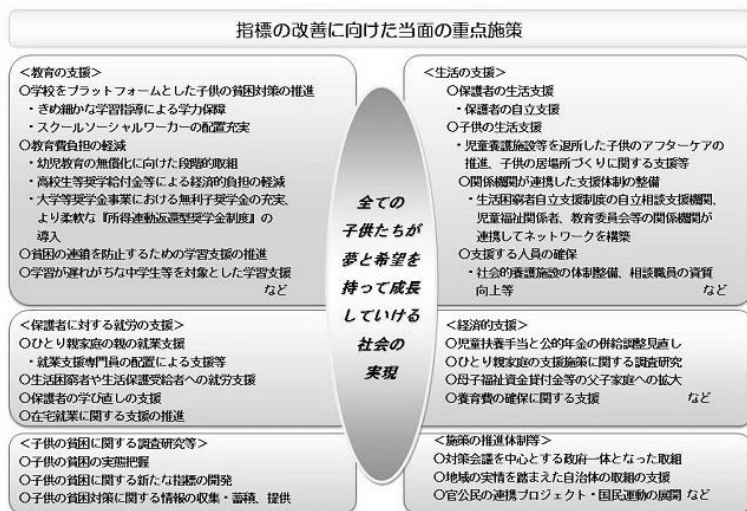 指標の改善に向けた当面の重点施策
<教育の支援>
○学校をプラットフォームとした子供の貧困対策の推進
・きめ細かな学習指導による学力保障
・スクールソーシャルワーカーの配置充実
○教育費負担の軽減
・幼児教育の無償化に向けた段階的取組
・高校生等奨学給付金等による経済的負担の軽減
・大学等奨学金事業における無利子奨学金の充実、
より柔軟な『所得連動返還型奨学金制度』の
導入
○貧困の連鎖を防止するための学習支援の推進
○学習が遅れがちな中学生等を対象とした学習支援
など
<保護者に対する就労の支援>
○ひとり親家庭の親の就業支援
・就業支援専門員の配置による支援等
○生活困窮者や生活保護受給者への就労支援
○保護者の学び直しの支援
○在宅就業に関する支援の推進
<子供の貧困に関する調査研究等>
○子供の貧困の実態把握
○子供の貧困に関する新たな指標の開発
○子供の貧困対策に関する情報の収集・蓄積、提供
全ての
子供たちが
夢と希望を
持って成長
していける
社会の
実現
<生活の支援>
○保護者の生活支援
・保護者の自立支援
○子供の生活支援
・児童養護施設等を退所した子供のアフターケアの
推進、子供の居場所づくりに関する支援等
○関係機関が連携した支援体制の整備
・生活困窮者自立支援制度の自立相談支援機関、
児童福祉関係者、教育委員会等の関係機関が
連携してネットワークを構築
○支援する人員の確保
・社会的養護施設の体制整備、相談職員の資質
向上等 など
<経済的支援>
○児童扶養手当と公的年金の併給調整見直し
○ひとり親家庭の支援施策に関する調査研究
○母子福祉資金貸付金等の父子家庭への拡大
○養育費の確保に関する支援 など
<施策の推進体制等>
○対策会議を中心とする政府一体となった取組
○地域の実情を踏まえた自治体の取組の支援
○官公民の連携プロジェクト・国民運動の展開 など